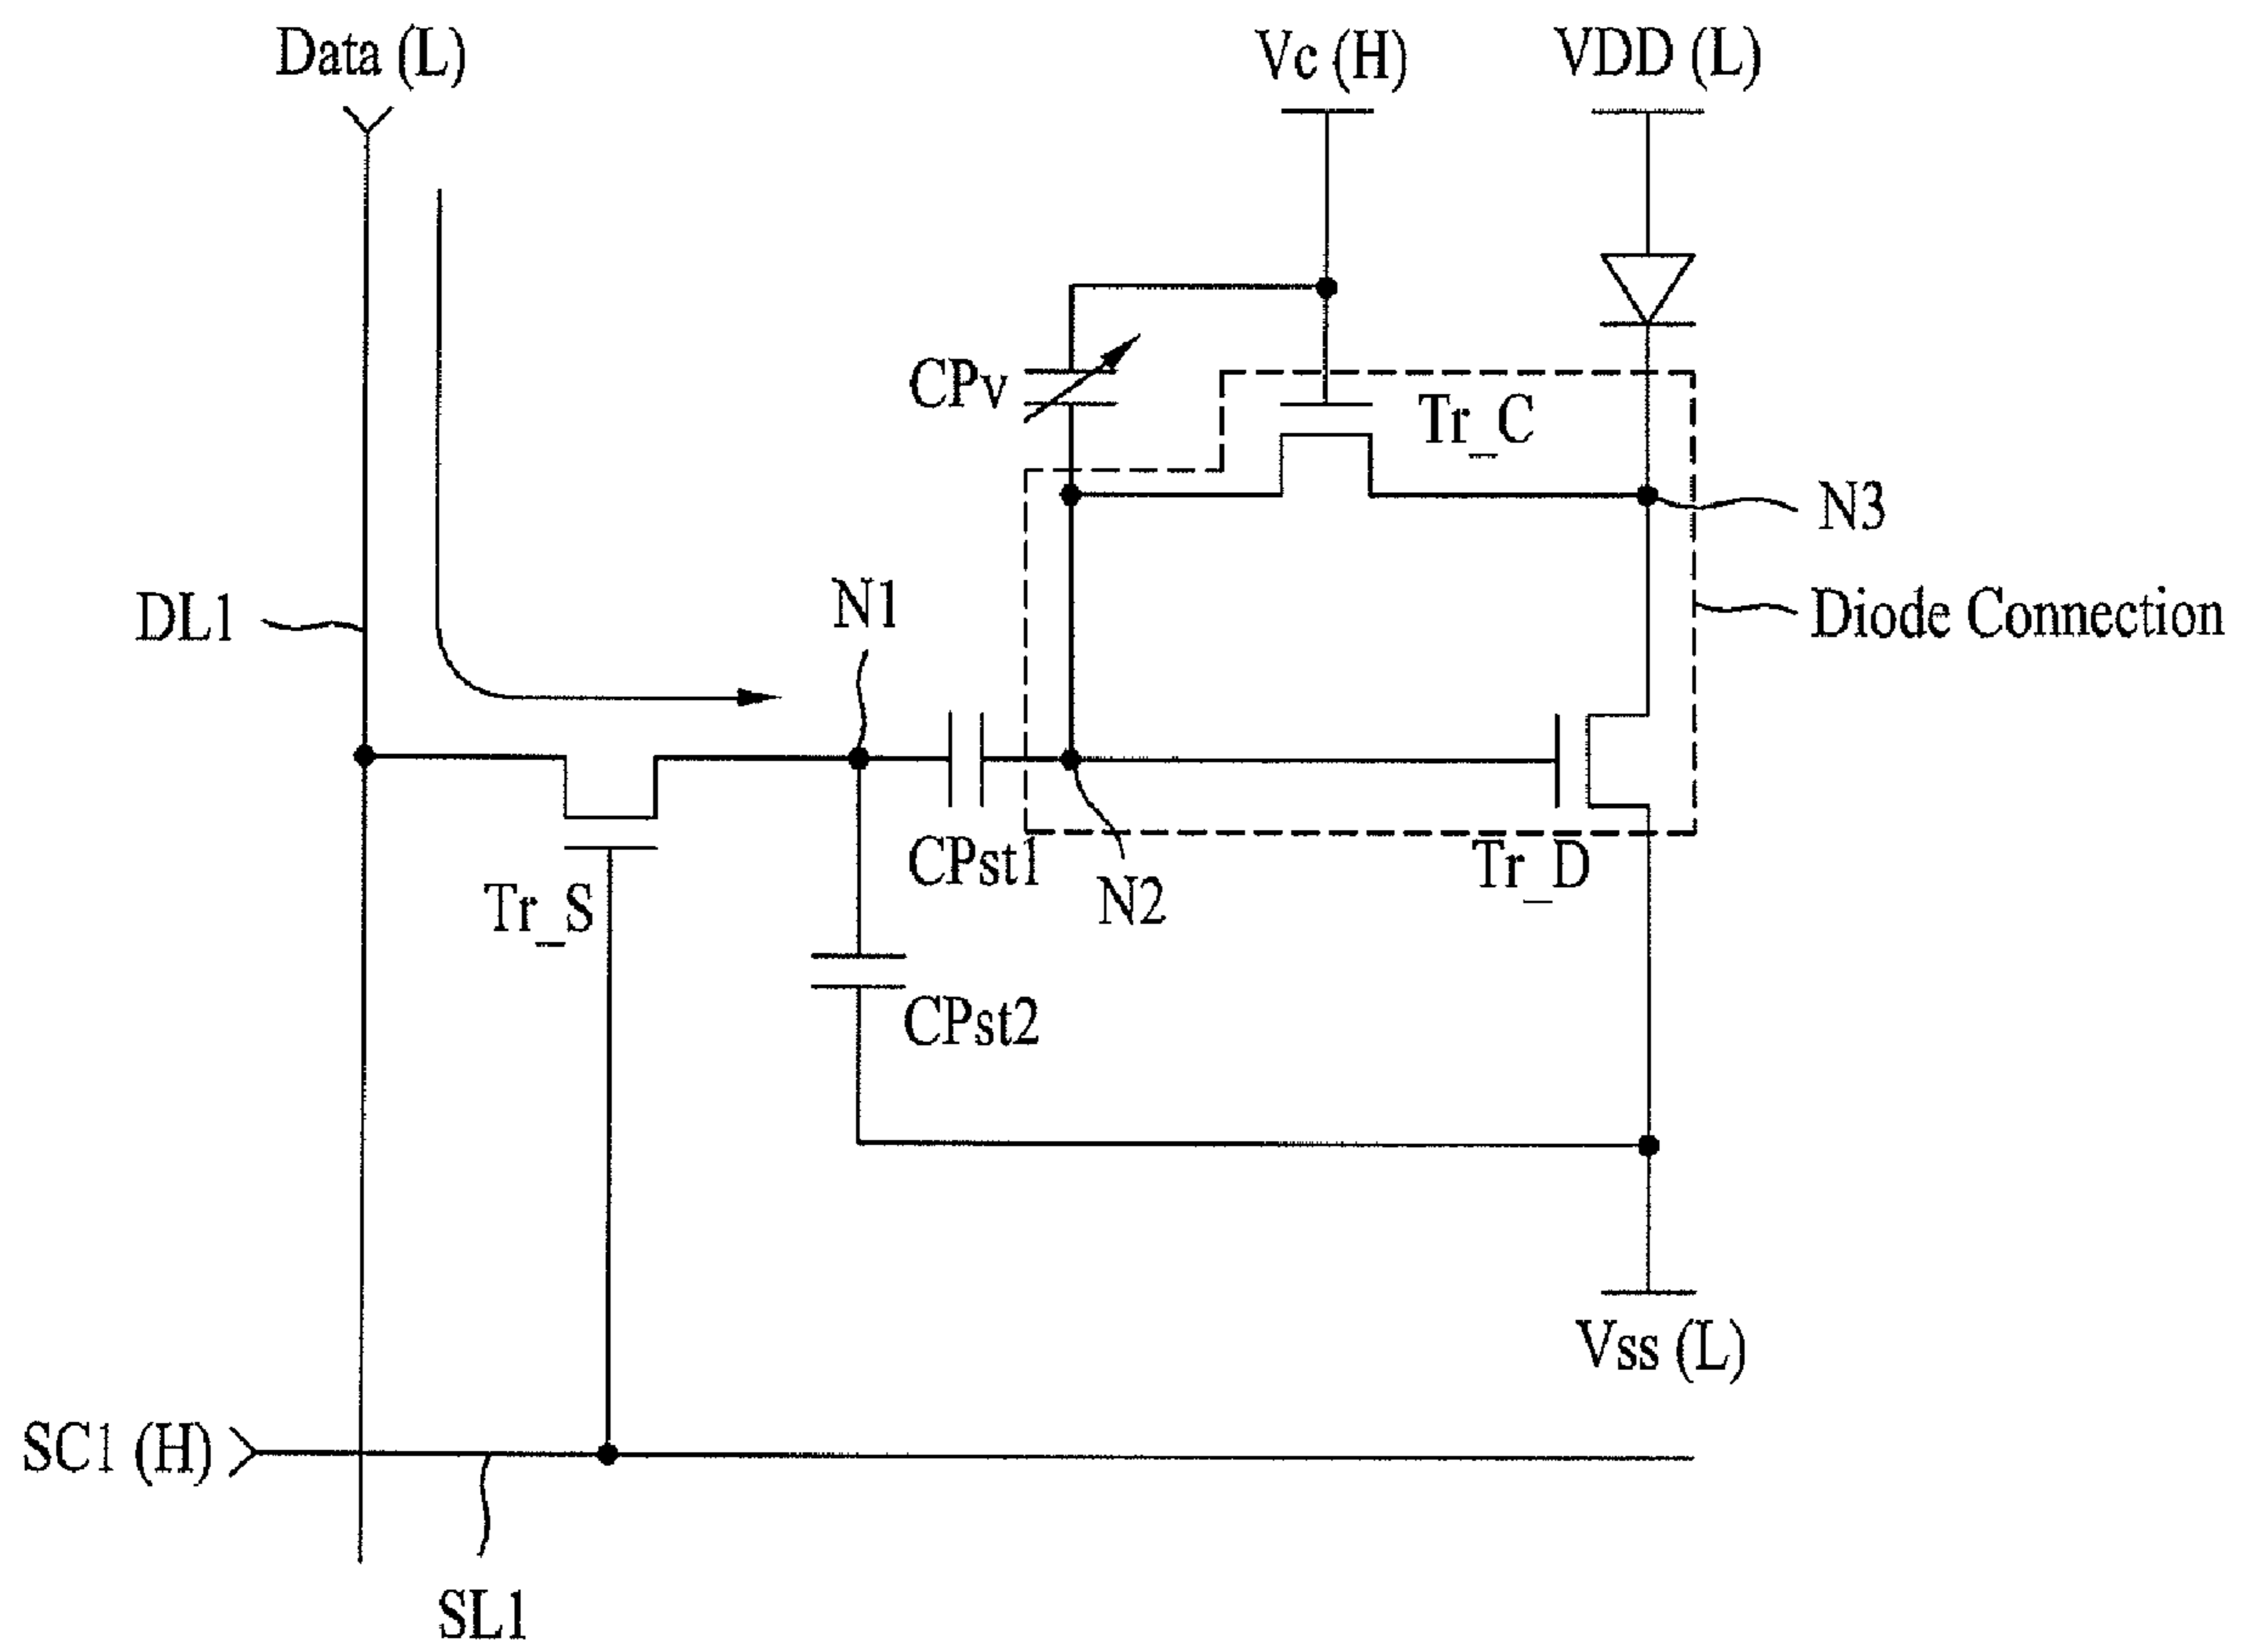 Data (L)
Vc (H)
VDD (L)
CPv
Tr_C
N3
DL1
N1
Diode Connection
CPst1
Tr_D
Tr_S
N2
CPst2
Vss (L)
SC1 (H)
SL1